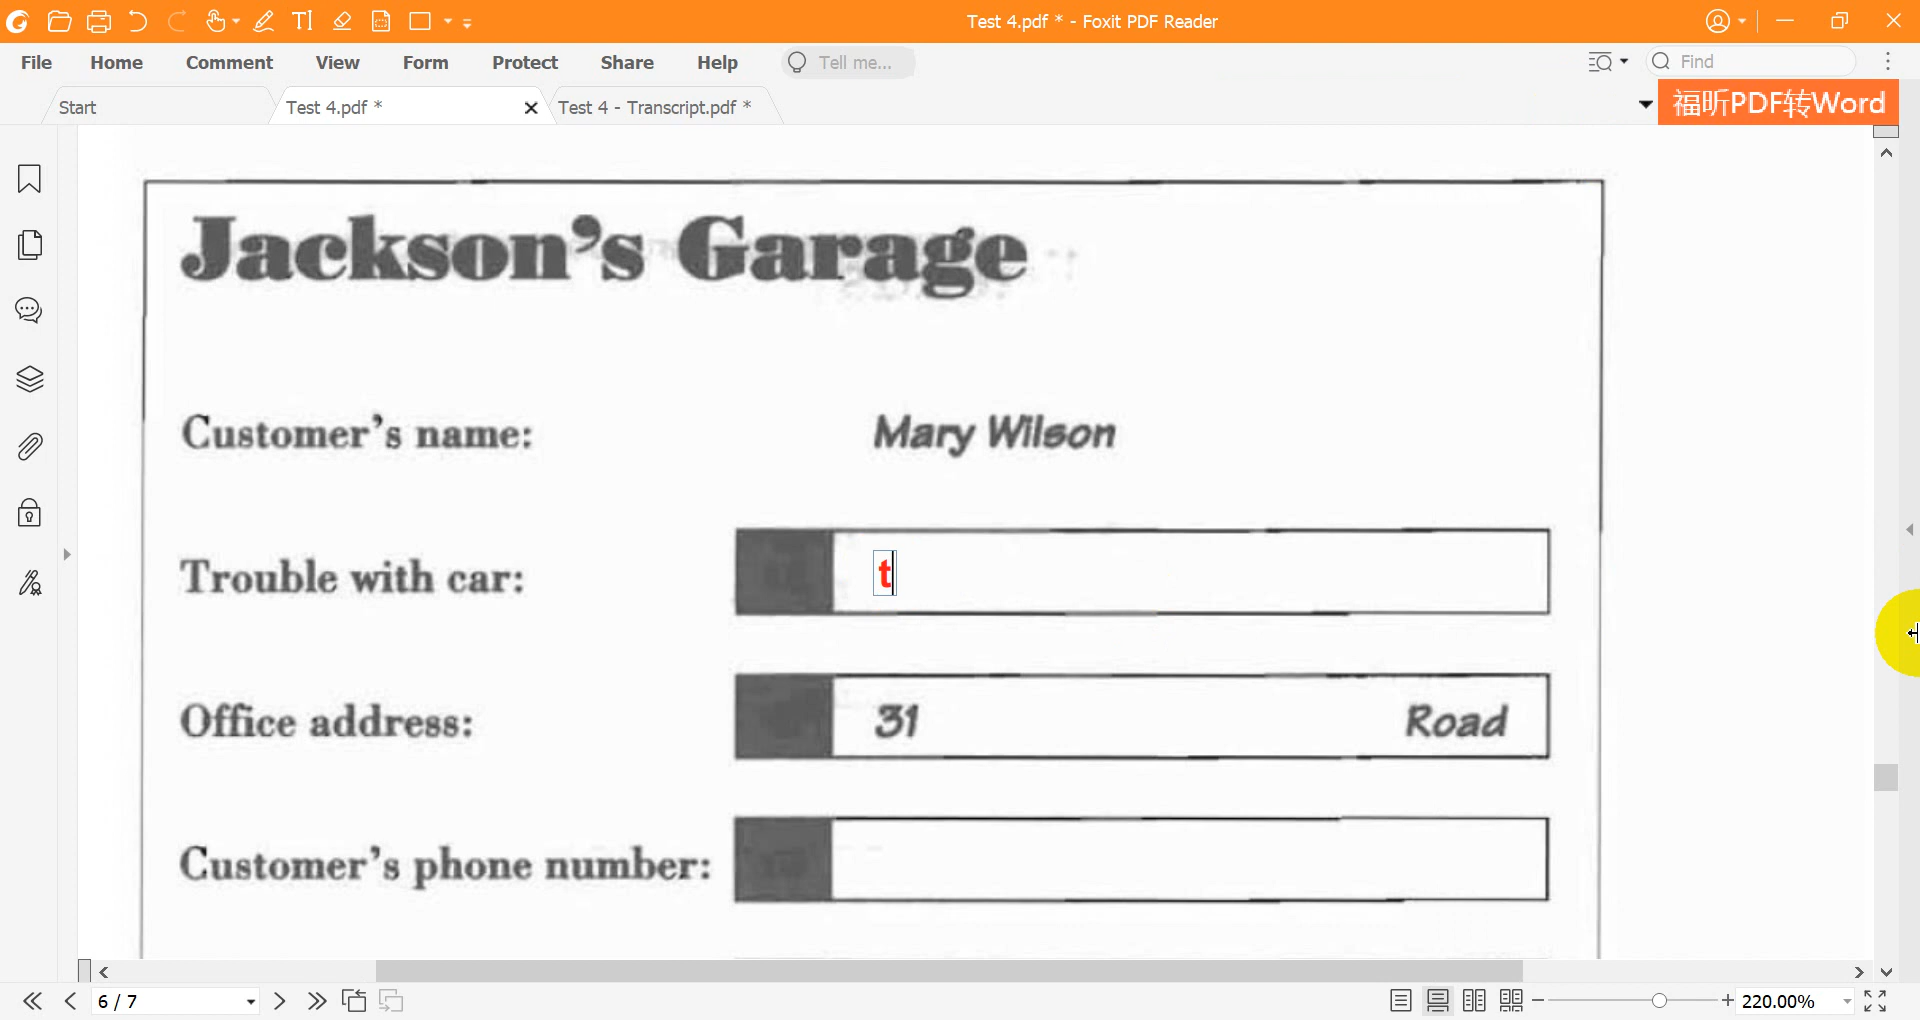 Test 4.pdf * - Foxit PDF Reader
File Home Comment View Form Protect Share Help Tell me... Find
Start Test 4.pdf * Test 4 - Transcript.pdf * 福昕PDF转Word
Jackson's Garage
Customer's name: Mary Wilson
Trouble with car: t
Office address: 31 Road
Customer's phone number:
6 / 7 220.00%